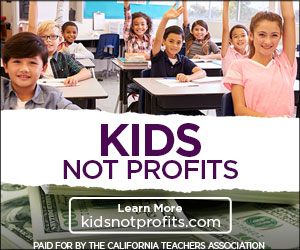 KIDS
NOT PROFITS
Learn More
kidsnotprofits.com
PAID FOR BY THE CALIFORNIA TEACHERS ASSOCIATION